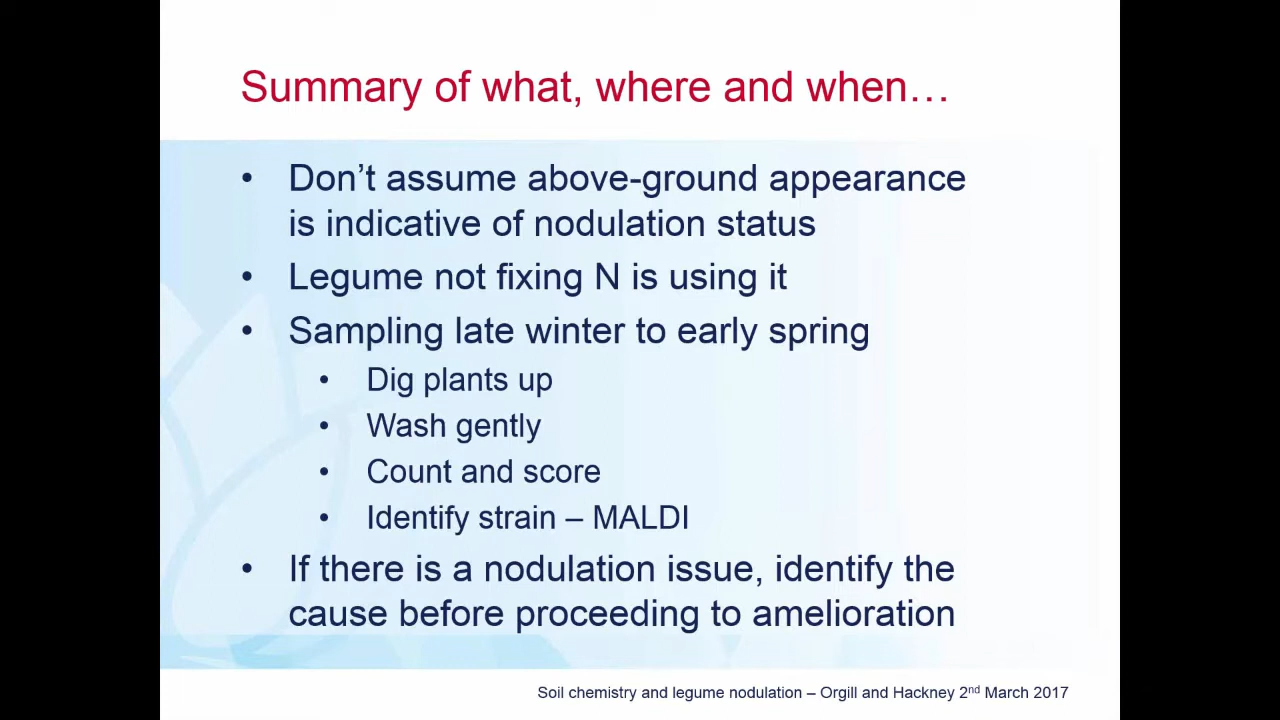 Summary of what, where and when…
• Don’t assume above-ground appearance
is indicative of nodulation status
• Legume not fixing N is using it
• Sampling late winter to early spring
• Dig plants up
• Wash gently
• Count and score
• Identify strain – MALDI
• If there is a nodulation issue, identify the
cause before proceeding to amelioration
Soil chemistry and legume nodulation – Orgill and Hackney 2nd March 2017